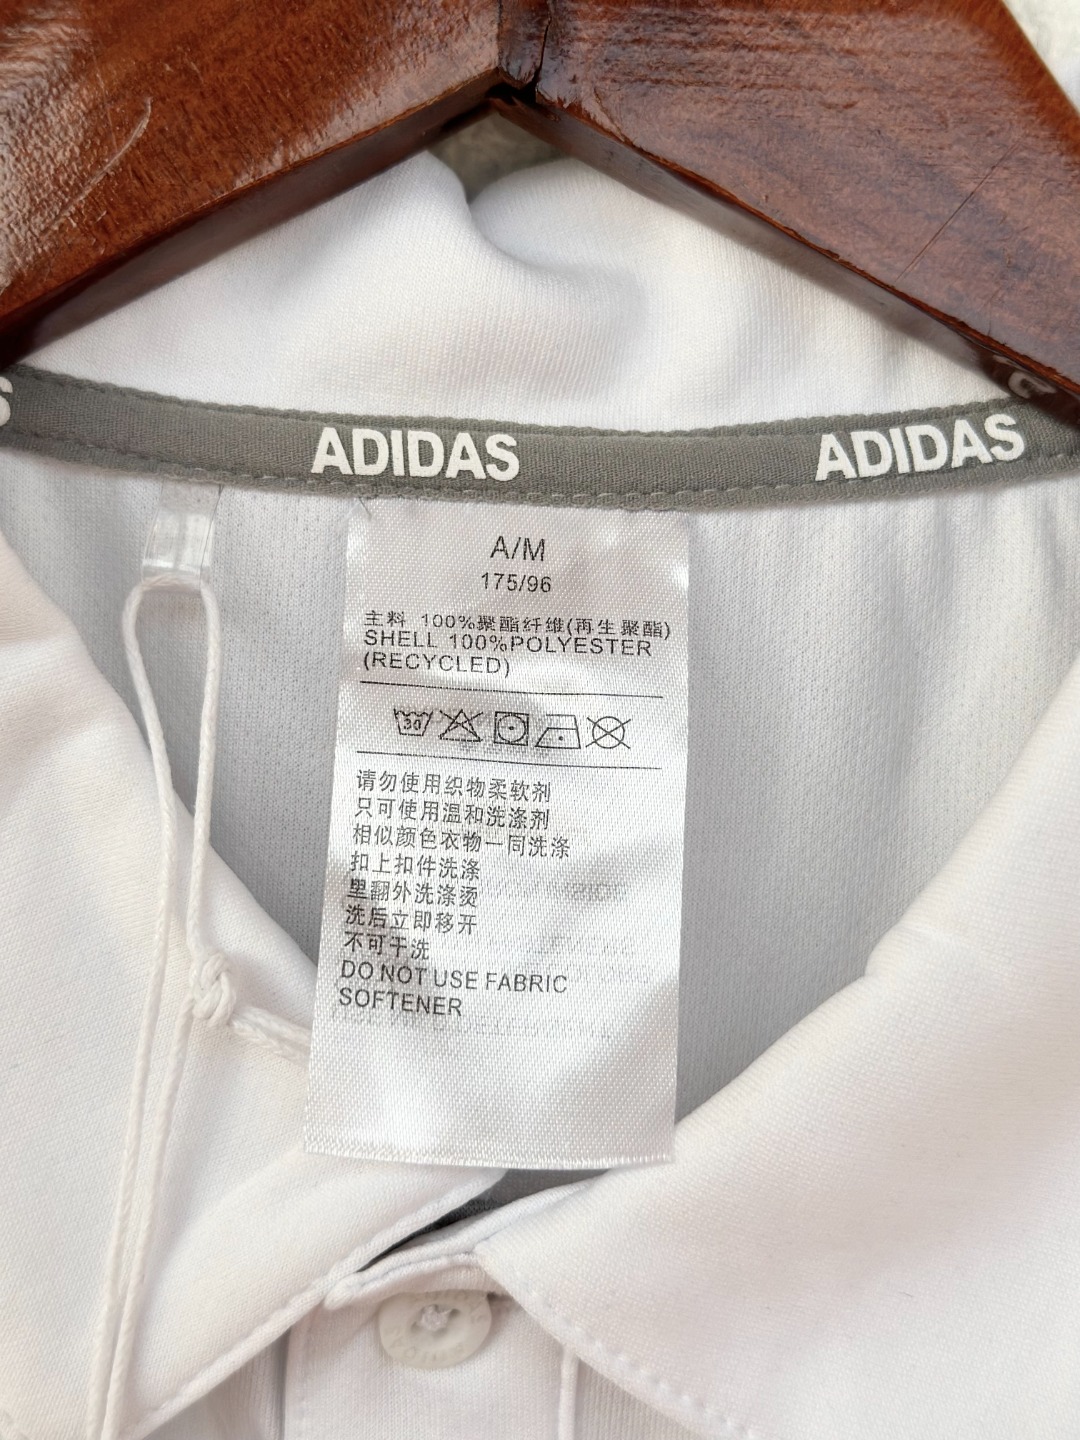 ADIDAS ADIDAS
A/M
175/96
主料 100%聚酯纤维(再生聚酯)
SHELL 100%POLYESTER
(RECYCLED)
30
请勿使用织物柔软剂
只可使用温和洗涤剂
相似颜色衣物一同洗涤
扣上扣件洗涤
里翻外洗涤烫
洗后立即移开
不可干洗
DO NOT USE FABRIC
SOFTENER